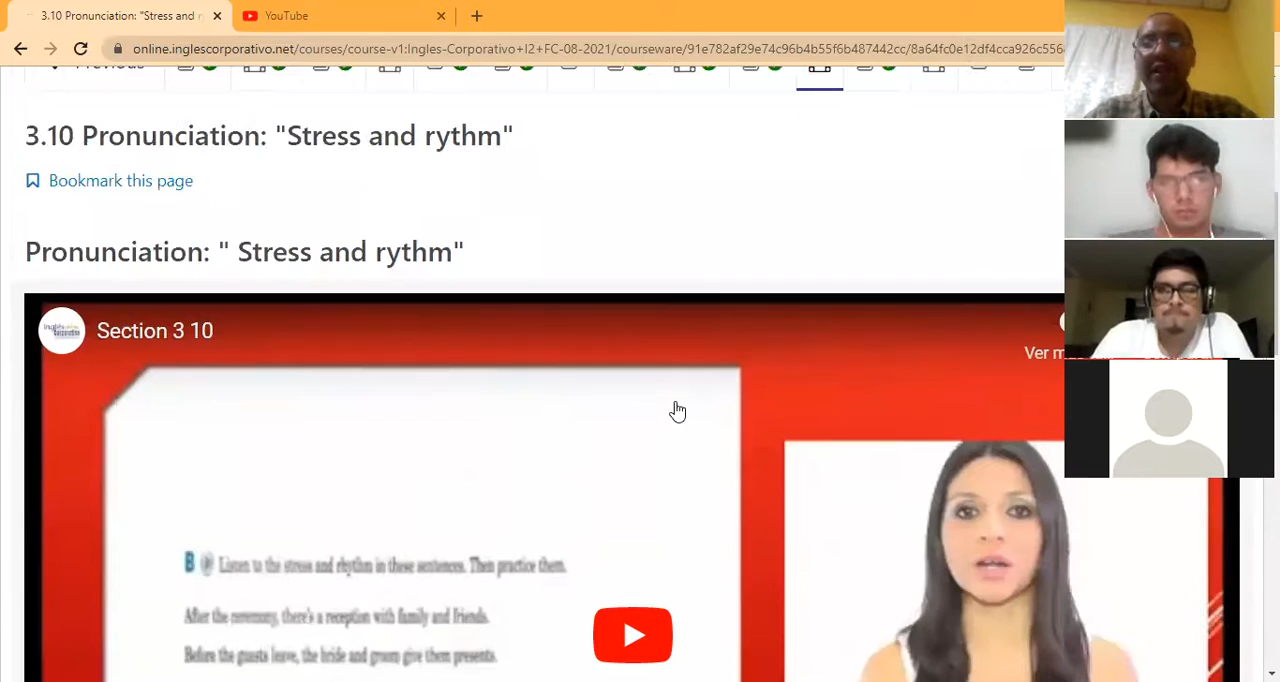 3.10 Pronunciation: "Stress and r
YouTube
online.inglescorporativo.net/courses/course-v1:Ingles-Corporativo+I2+FC-08-2021/courseware/91e782af29e74c96b4b55f6b487442cc/8a64fc0e12df4cca926c556
Previous
3.10 Pronunciation: "Stress and rythm"
Bookmark this page
Pronunciation: " Stress and rythm"
Section 3 10
Ver m
B Listen to the stress and rhythm in these sentences. Then practice them.
After the ceremony, there's a reception with family and friends.
Before the guests leave, the bride and groom give them presents.